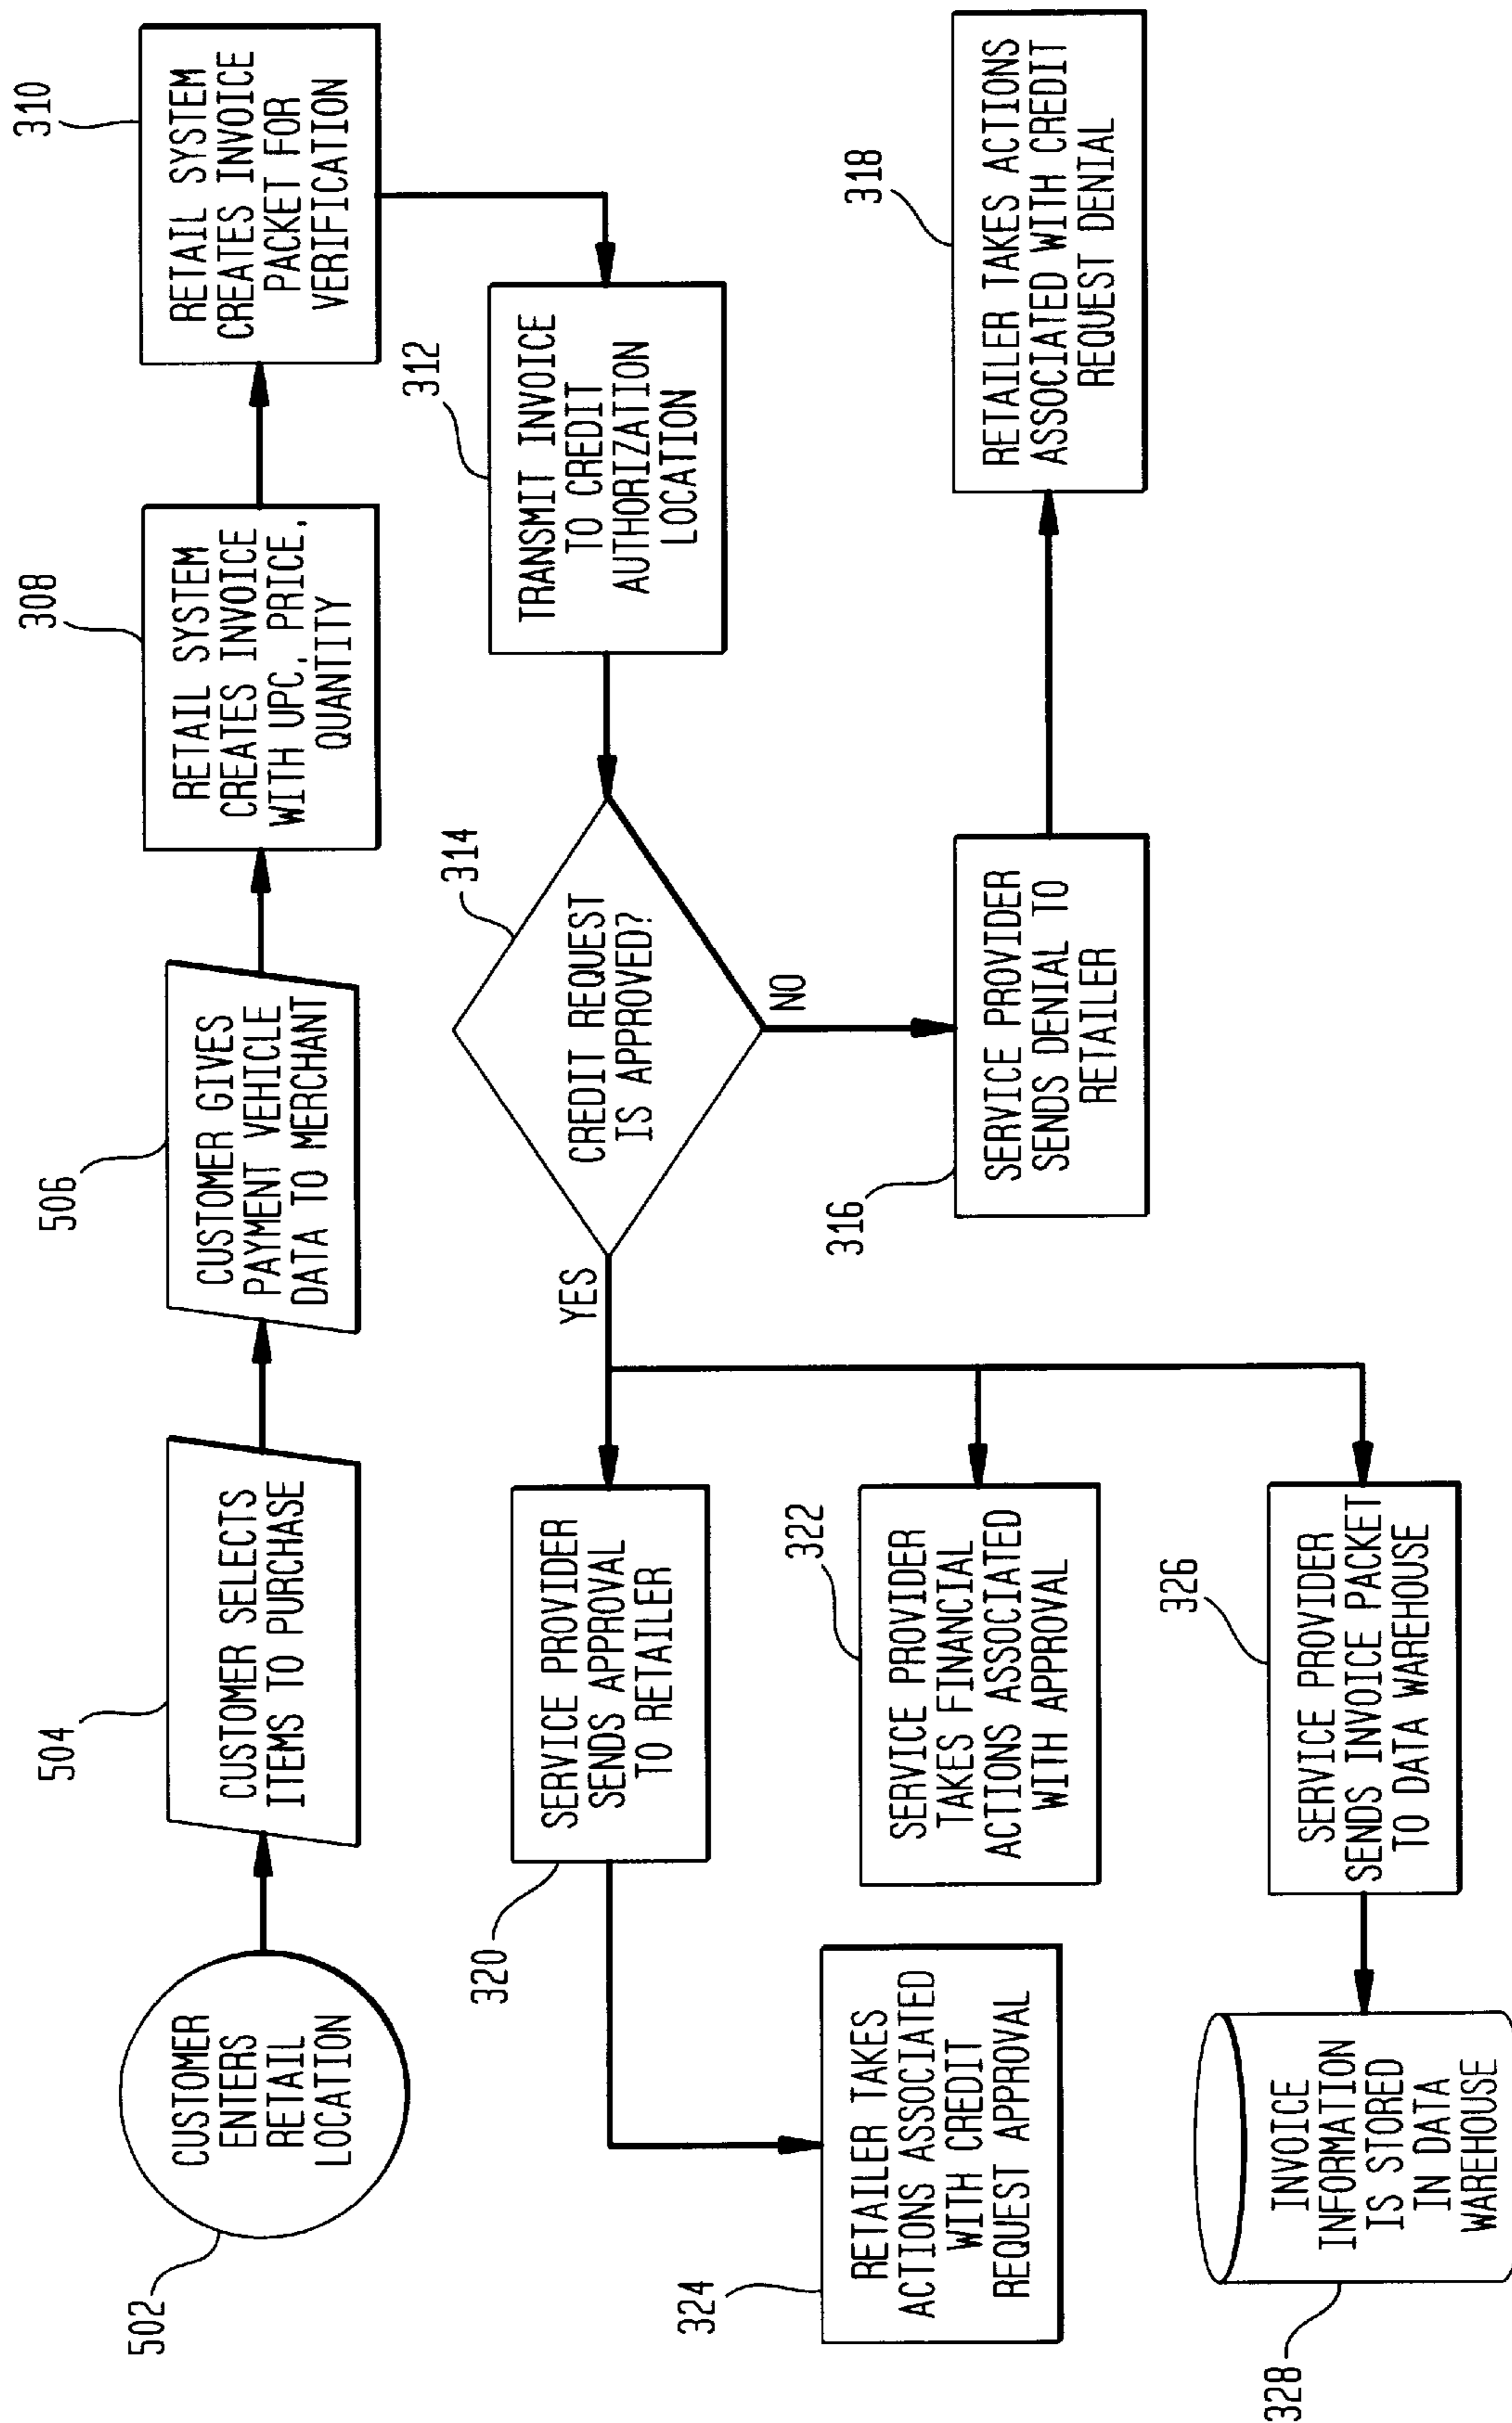 502
CUSTOMER
ENTERS
RETAIL
LOCATION
504
CUSTOMER SELECTS
ITEMS TO PURCHASE
506
CUSTOMER GIVES
PAYMENT VEHICLE
DATA TO MERCHANT
308
RETAIL SYSTEM
CREATES INVOICE
WITH UPC, PRICE,
QUANTITY
310
RETAIL SYSTEM
CREATES INVOICE
PACKET FOR
VERIFICATION
312
TRANSMIT INVOICE
TO CREDIT
AUTHORIZATION
LOCATION
314
CREDIT REQUEST
IS APPROVED?
NO
316
SERVICE PROVIDER
SENDS DENIAL TO
RETAILER
318
RETAILER TAKES ACTIONS
ASSOCIATED WITH CREDIT
REQUEST DENIAL
YES
320
SERVICE PROVIDER
SENDS APPROVAL
TO RETAILER
324
RETAILER TAKES
ACTIONS ASSOCIATED
WITH CREDIT
REQUEST APPROVAL
322
SERVICE PROVIDER
TAKES FINANCIAL
ACTIONS ASSOCIATED
WITH APPROVAL
326
SERVICE PROVIDER
SENDS INVOICE PACKET
TO DATA WAREHOUSE
328
INVOICE
INFORMATION
IS STORED
IN DATA
WAREHOUSE